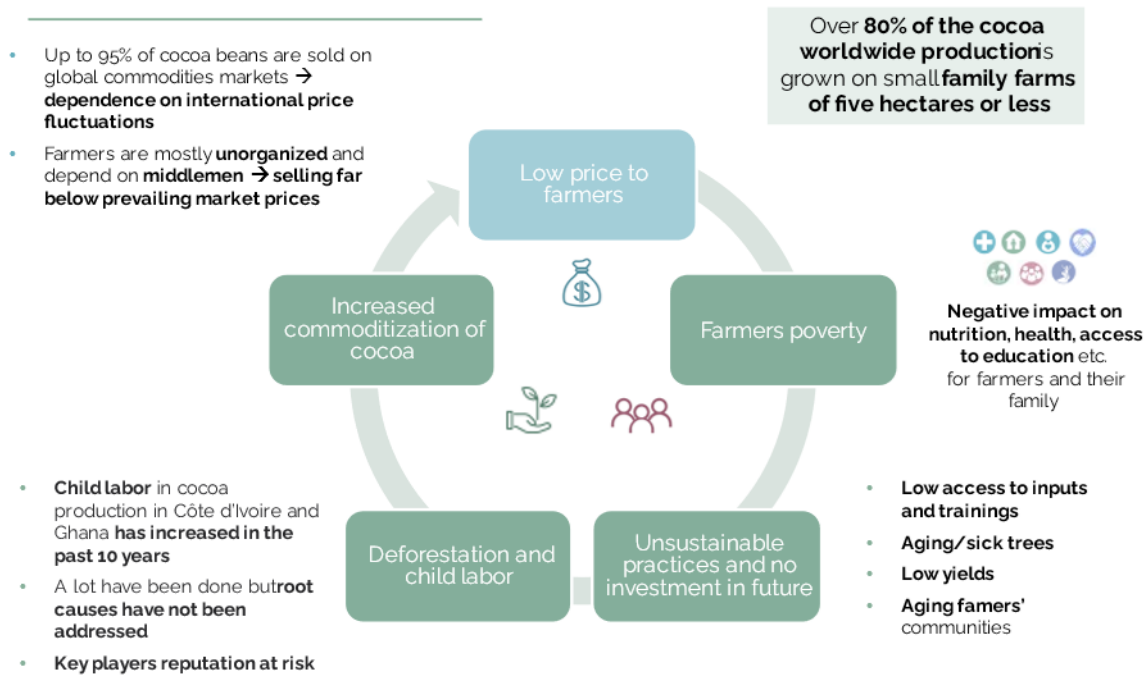 • Up to 95% of cocoa beans are sold on
global commodities markets →
dependence on international price
fluctuations
• Farmers are mostly unorganized and
depend on middlemen → selling far
below prevailing market prices
Over 80% of the cocoa
worldwide production is
grown on small family farms
of five hectares or less
Low price to
farmers
Farmers poverty
Negative impact on
nutrition, health, access
to education etc.
for farmers and their
family
Unsustainable
practices and no
investment in future
• Low access to inputs
and trainings
• Aging/sick trees
• Low yields
• Aging famers’
communities
Deforestation and
child labor
• Child labor in cocoa
production in Côte d’Ivoire and
Ghana has increased in the
past 10 years
• A lot have been done but root
causes have not been
addressed
• Key players reputation at risk
Increased
commoditization of
cocoa